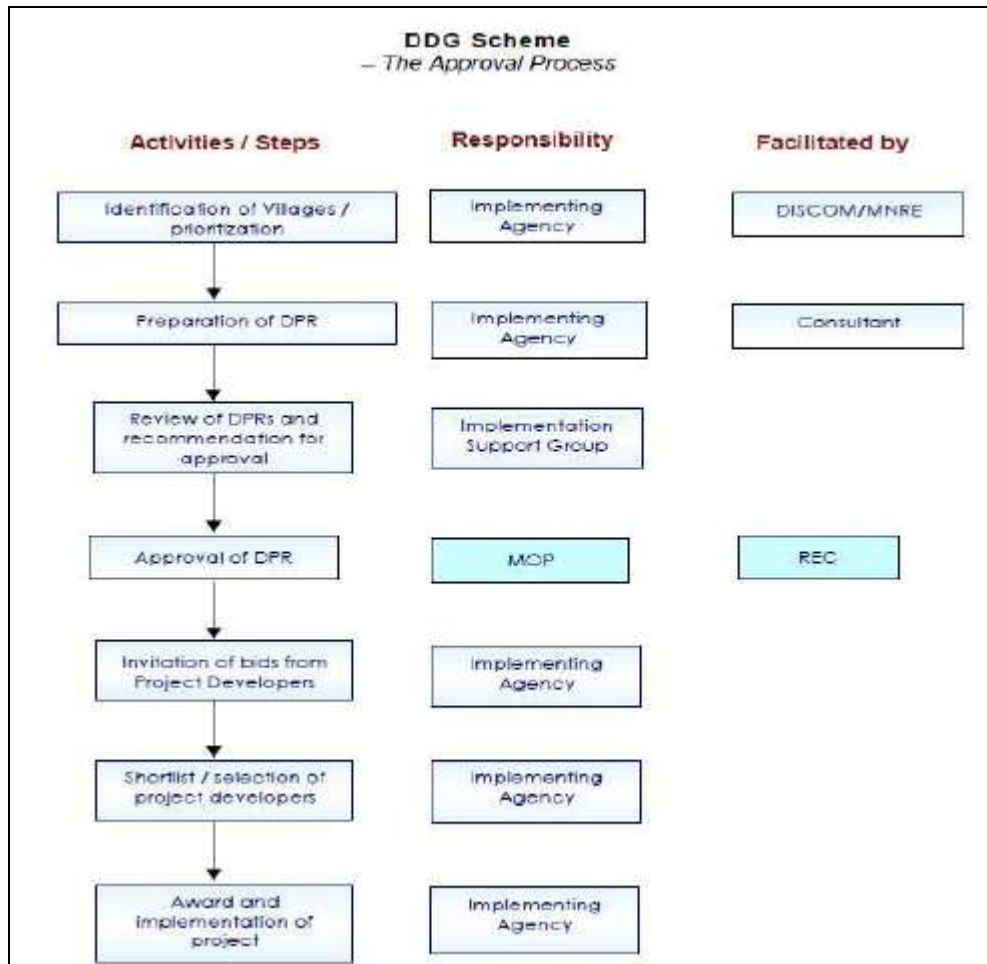 DDG Scheme
– The Approval Process
Activities / Steps
Responsibility
Facilitated by
Identification of Villages /
prioritization
Implementing
Agency
DISCOM/MNRE
Preparation of DPR
Implementing
Agency
Consultant
Review of DPRs and
recommendation for
approval
Implementation
Support Group
Approval of DPR
MOP
REC
Invitation of bids from
Project Developers
Implementing
Agency
Shortlist / selection of
project developers
Implementing
Agency
Award and
implementation of
project
Implementing
Agency